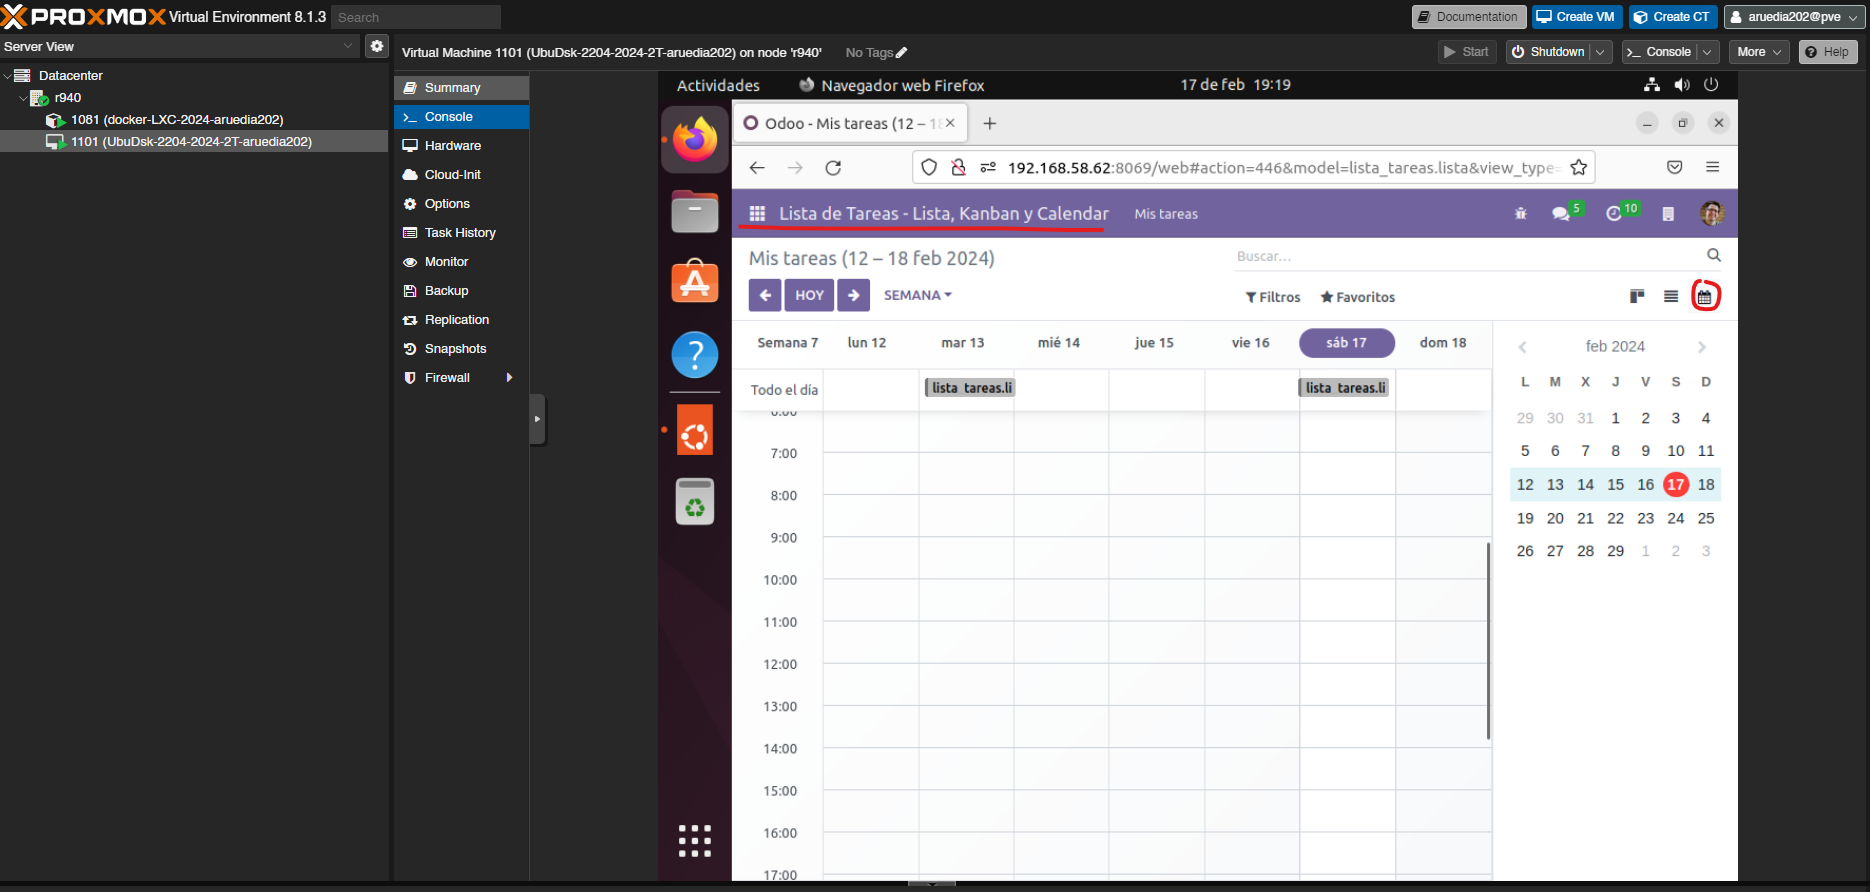 PROXMOX Virtual Environment 8.1.3 Search Documentation Create VM Create CT aruedia202@pve
Server View
Virtual Machine 1101 (UbuDsk-2204-2024-2T-aruedia202) on node 'r940' No Tags Start Shutdown Console More Help
Datacenter
r940
1081 (docker-LXC-2024-aruedia202)
1101 (UbuDsk-2204-2024-2T-aruedia202)
Summary
Console
Hardware
Cloud-Init
Options
Task History
Monitor
Backup
Replication
Snapshots
Firewall
Actividades Navegador web Firefox 17 de feb 19:19
Odoo - Mis tareas (12 – 18
192.168.58.62:8069/web#action=446&model=lista_tareas.lista&view_type=
Lista de Tareas - Lista, Kanban y Calendar Mis tareas 5 10
Mis tareas (12 – 18 feb 2024) Buscar...
HOY SEMANA Filtros Favoritos
Semana 7 lun 12 mar 13 mié 14 jue 15 vie 16 sáb 17 dom 18
Todo el día lista_tareas.li lista_tareas.li
6:00
7:00
8:00
9:00
10:00
11:00
12:00
13:00
14:00
15:00
16:00
17:00
feb 2024
L M X J V S D
29 30 31 1 2 3 4
5 6 7 8 9 10 11
12 13 14 15 16 17 18
19 20 21 22 23 24 25
26 27 28 29 1 2 3